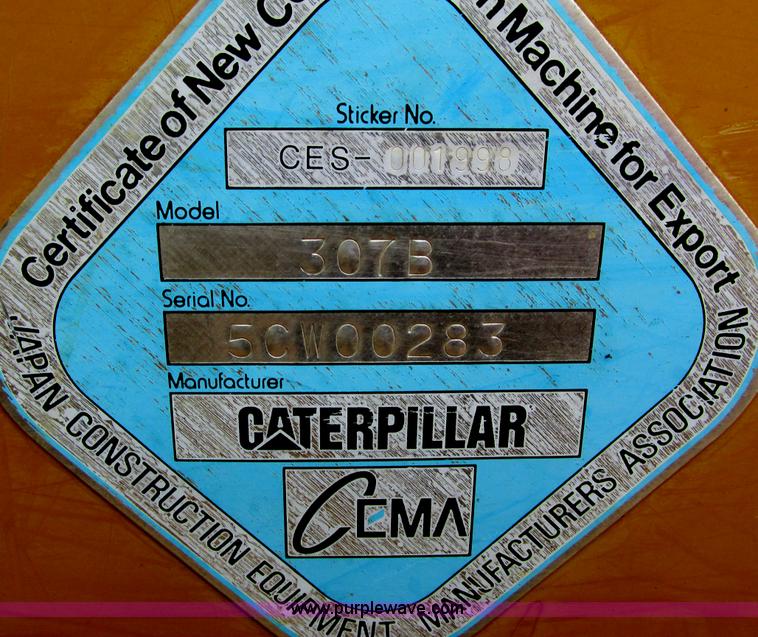 Certificate of New Co
n Machine for Export
Sticker No.
CES-001998
Model
307B
Serial No.
5CW00283
Manufacturer
CATERPILLAR
CEMA
JAPAN CONSTRUCTION EQUIPMENT MANUFACTURERS ASSOCIATION
www.purplewave.com